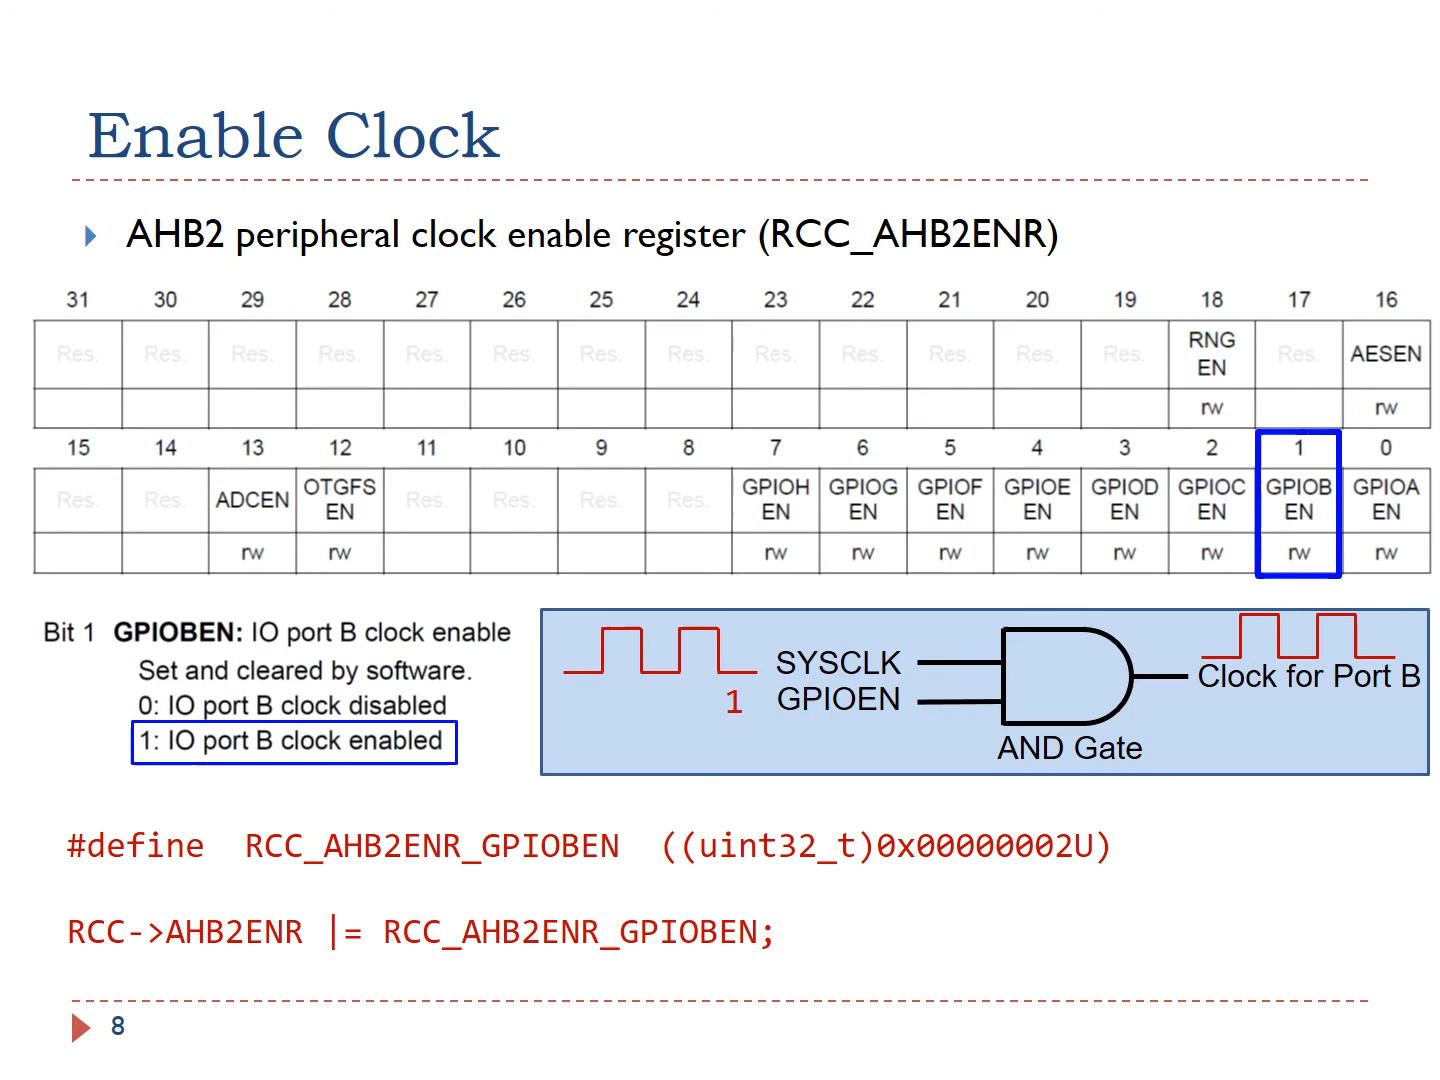 Enable Clock
AHB2 peripheral clock enable register (RCC_AHB2ENR)
31 30 29 28 27 26 25 24 23 22 21 20 19 18 17 16
Res. Res. Res. Res. Res. Res. Res. Res. Res. Res. Res. Res. Res. RNG EN Res. AESEN
rw rw
15 14 13 12 11 10 9 8 7 6 5 4 3 2 1 0
Res. Res. ADCEN OTGFS EN Res. Res. Res. Res. GPIOH EN GPIOG EN GPIOF EN GPIOE EN GPIOD EN GPIOC EN GPIOB EN GPIOA EN
rw rw rw rw rw rw rw rw rw rw
Bit 1 GPIOBEN: IO port B clock enable
Set and cleared by software.
0: IO port B clock disabled
1: IO port B clock enabled
SYSCLK
1 GPIOEN
Clock for Port B
AND Gate
#define RCC_AHB2ENR_GPIOBEN ((uint32_t)0x00000002U)
RCC->AHB2ENR |= RCC_AHB2ENR_GPIOBEN;
8